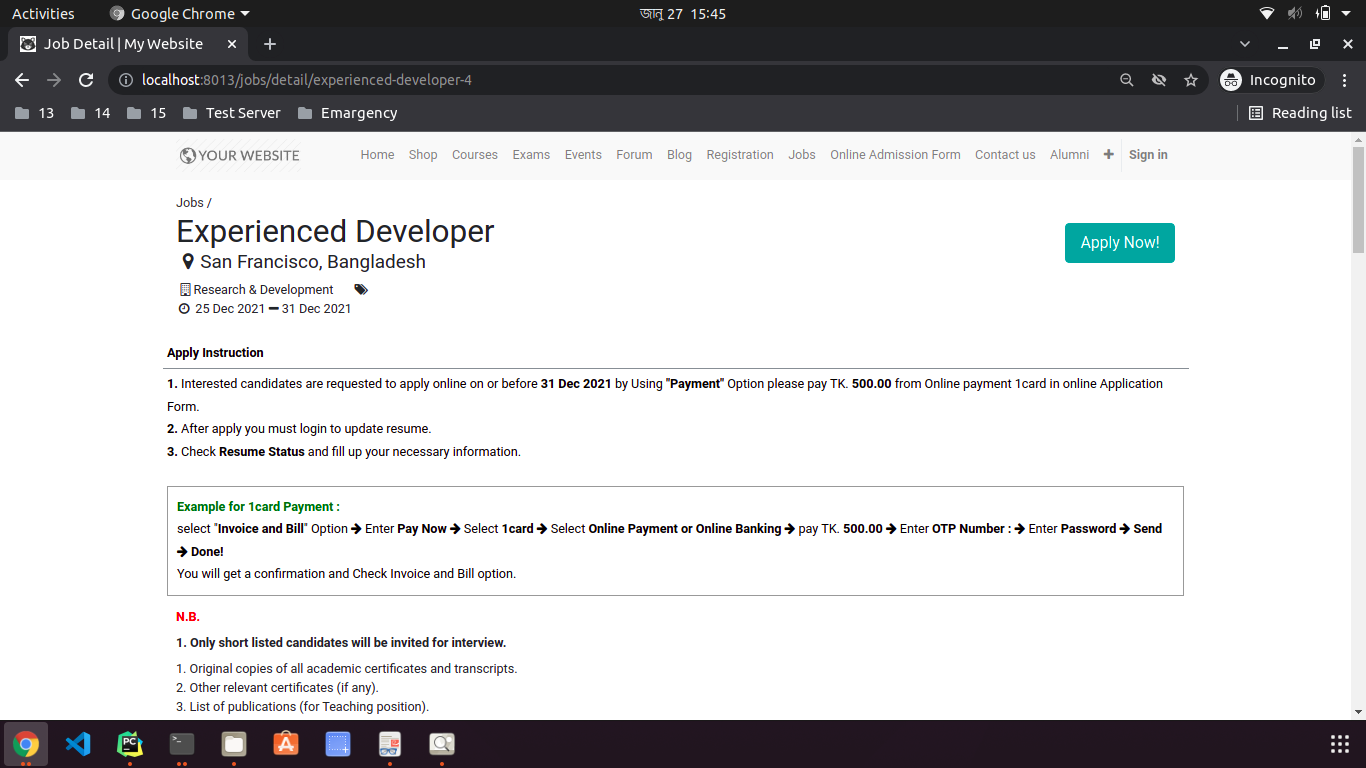 Activities Google Chrome জানু 27 15:45
Job Detail | My Website
localhost:8013/jobs/detail/experienced-developer-4 Incognito
13 14 15 Test Server Emargency Reading list
YOUR WEBSITE Home Shop Courses Exams Events Forum Blog Registration Jobs Online Admission Form Contact us Alumni Sign in
Jobs /
Experienced Developer
Apply Now!
San Francisco, Bangladesh
Research & Development
25 Dec 2021 – 31 Dec 2021
Apply Instruction
1. Interested candidates are requested to apply online on or before 31 Dec 2021 by Using "Payment" Option please pay TK. 500.00 from Online payment 1card in online Application
Form.
2. After apply you must login to update resume.
3. Check Resume Status and fill up your necessary information.
Example for 1card Payment :
select "Invoice and Bill" Option → Enter Pay Now → Select 1card → Select Online Payment or Online Banking → pay TK. 500.00 → Enter OTP Number : → Enter Password → Send
→ Done!
You will get a confirmation and Check Invoice and Bill option.
N.B.
1. Only short listed candidates will be invited for interview.
1. Original copies of all academic certificates and transcripts.
2. Other relevant certificates (if any).
3. List of publications (for Teaching position).
PC